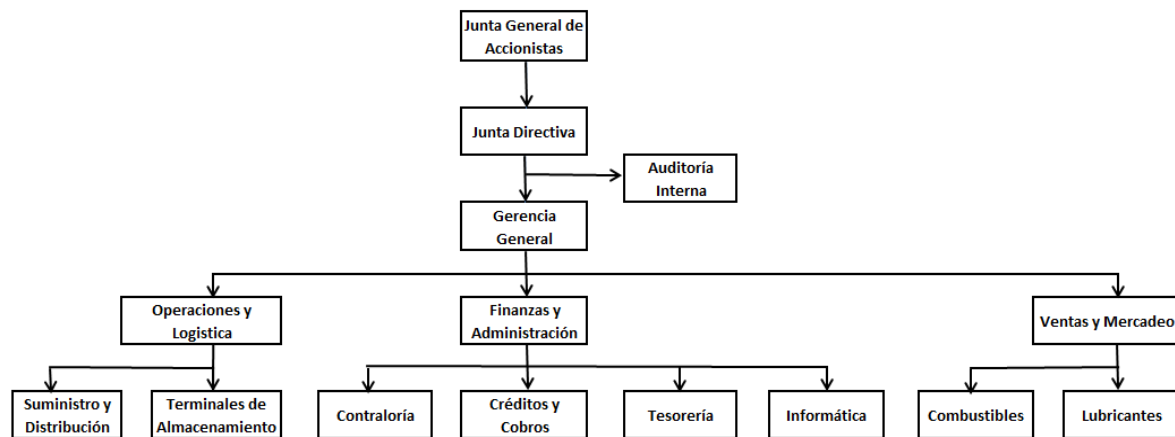 Junta General de
Accionistas
Junta Directiva
Auditoría
Interna
Gerencia
General
Operaciones y
Logistica
Finanzas y
Administración
Ventas y Mercadeo
Suministro y
Distribución
Terminales de
Almacenamiento
Contraloría
Créditos y
Cobros
Tesorería
Informática
Combustibles
Lubricantes